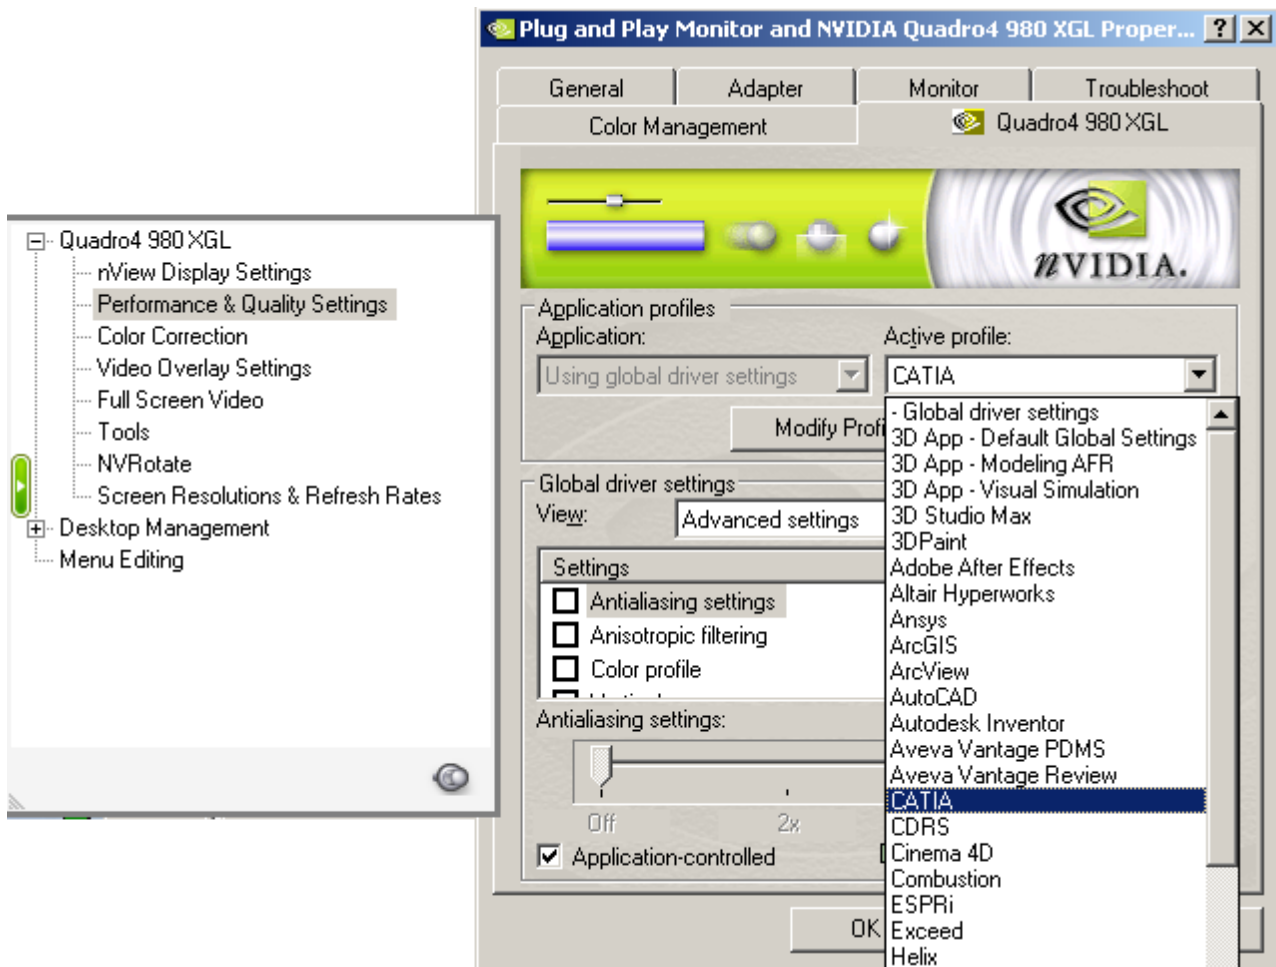 Plug and Play Monitor and NVIDIA Quadro4 980 XGL Proper...
General
Adapter
Monitor
Troubleshoot
Color Management
Quadro4 980 XGL
nVIDIA.
Quadro4 980 XGL
nView Display Settings
Performance & Quality Settings
Color Correction
Video Overlay Settings
Full Screen Video
Tools
NVRotate
Screen Resolutions & Refresh Rates
Desktop Management
Menu Editing
Application profiles
Application:
Active profile:
Using global driver settings
CATIA
Modify Profi
Global driver settings
View:
Advanced settings
Settings
Antialiasing settings
Anisotropic filtering
Color profile
Antialiasing settings:
Off
2x
Application-controlled
OK
- Global driver settings
3D App - Default Global Settings
3D App - Modeling AFR
3D App - Visual Simulation
3D Studio Max
3DPaint
Adobe After Effects
Altair Hyperworks
Ansys
ArcGIS
ArcView
AutoCAD
Autodesk Inventor
Aveva Vantage PDMS
Aveva Vantage Review
CATIA
CDRS
Cinema 4D
Combustion
ESPRi
Exceed
Helix